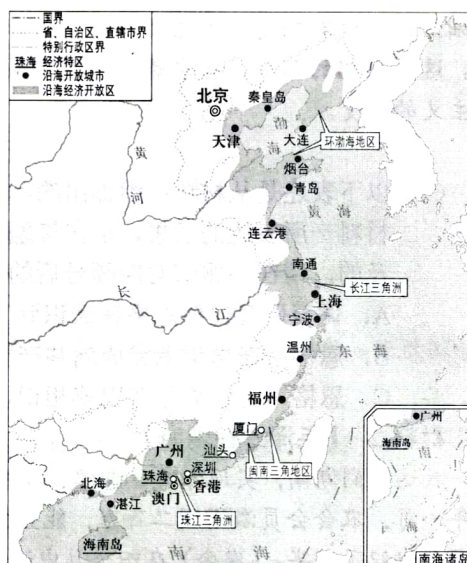 国界
省、自治区、直辖市界
特别行政区界
珠海 经济特区
沿海开放城市
沿海经济开放区
北京
秦皇岛
天津
大连
渤
海
环渤海地区
烟台
青岛
黄
河
黄 海
连云港
南通
长江三角洲
上海
长
江
宁波
东 海
温州
福州
厦门
广州
汕头
深圳
闽南三角地区
珠海
香港
澳门
北海
湛江
珠江三角洲
海南岛
南 海
广州
海南岛
南海诸岛